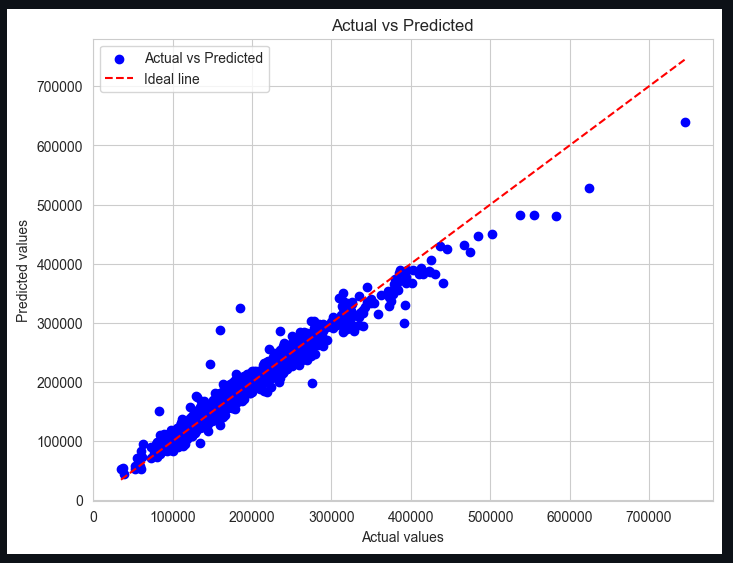 Actual vs Predicted
Actual vs Predicted
Ideal line
700000
600000
500000
400000
300000
200000
100000
0
Predicted values
0 100000 200000 300000 400000 500000 600000 700000
Actual values